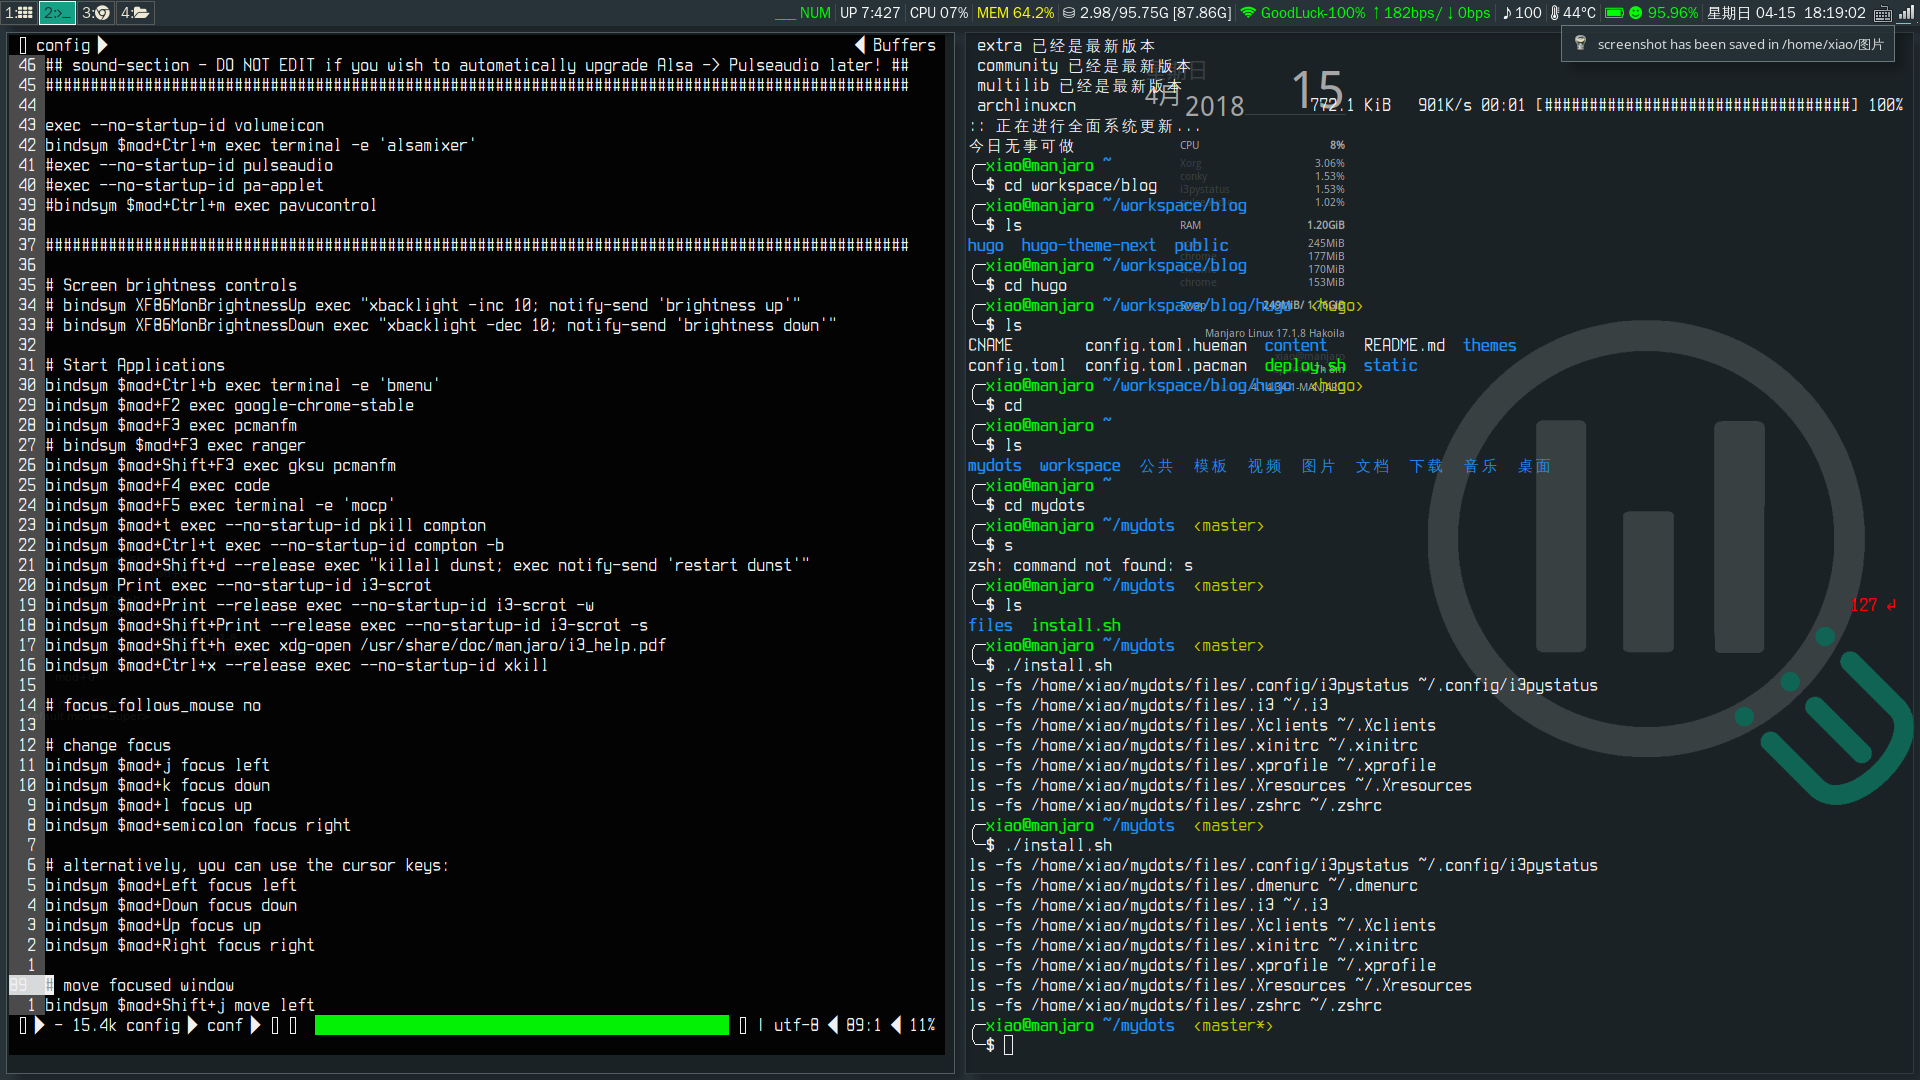 1: 2:>_ 3: 4: ___ NUM UP 7:427 CPU 07% MEM 64.2% 2.98/95.75G [87.86G] GoodLuck-100% ↑182bps/ ↓0bps ♪100 44°C 95.96% 星期日 04-15 18:19:02
screenshot has been saved in /home/xiao/图片
config Buffers
46 ## sound-section - DO NOT EDIT if you wish to automatically upgrade Alsa -> Pulseaudio later! ##
45 ################################################################################################
44
43 exec --no-startup-id volumeicon
42 bindsym $mod+Ctrl+m exec terminal -e 'alsamixer'
41 #exec --no-startup-id pulseaudio
40 #exec --no-startup-id pa-applet
39 #bindsym $mod+Ctrl+m exec pavucontrol
38
37 ################################################################################################
36
35 # Screen brightness controls
34 # bindsym XF86MonBrightnessUp exec "xbacklight -inc 10; notify-send 'brightness up'"
33 # bindsym XF86MonBrightnessDown exec "xbacklight -dec 10; notify-send 'brightness down'"
32
31 # Start Applications
30 bindsym $mod+Ctrl+b exec terminal -e 'bmenu'
29 bindsym $mod+F2 exec google-chrome-stable
28 bindsym $mod+F3 exec pcmanfm
27 # bindsym $mod+F3 exec ranger
26 bindsym $mod+Shift+F3 exec gksu pcmanfm
25 bindsym $mod+F4 exec code
24 bindsym $mod+F5 exec terminal -e 'mocp'
23 bindsym $mod+t exec --no-startup-id pkill compton
22 bindsym $mod+Ctrl+t exec --no-startup-id compton -b
21 bindsym $mod+Shift+d --release exec "killall dunst; exec notify-send 'restart dunst'"
20 bindsym Print exec --no-startup-id i3-scrot
19 bindsym $mod+Print --release exec --no-startup-id i3-scrot -w
18 bindsym $mod+Shift+Print --release exec --no-startup-id i3-scrot -s
17 bindsym $mod+Shift+h exec xdg-open /usr/share/doc/manjaro/i3_help.pdf
16 bindsym $mod+Ctrl+x --release exec --no-startup-id xkill
15
14 # focus_follows_mouse no
13
12 # change focus
11 bindsym $mod+j focus left
10 bindsym $mod+k focus down
9 bindsym $mod+l focus up
8 bindsym $mod+semicolon focus right
7
6 # alternatively, you can use the cursor keys:
5 bindsym $mod+Left focus left
4 bindsym $mod+Down focus down
3 bindsym $mod+Up focus up
2 bindsym $mod+Right focus right
1
89 # move focused window
1 bindsym $mod+Shift+j move left
- 15.4k config conf | utf-8 89:1 11%
extra 已经是最新版本
community 已经是最新版本
multilib 已经是最新版本
archlinuxcn 772.1 KiB 901K/s 00:01 [##################################] 100%
:: 正在进行全面系统更新...
今日无事可做
xiao@manjaro ~
$ cd workspace/blog
xiao@manjaro ~/workspace/blog
$ ls
hugo hugo-theme-next public
xiao@manjaro ~/workspace/blog
$ cd hugo
xiao@manjaro ~/workspace/blog/hugo <hugo>
$ ls
CNAME config.toml.hueman content README.md themes
config.toml config.toml.pacman deploy.sh static
xiao@manjaro ~/workspace/blog/hugo <hugo>
$ cd
xiao@manjaro ~
$ ls
mydots workspace 公共 模板 视频 图片 文档 下载 音乐 桌面
xiao@manjaro ~
$ cd mydots
xiao@manjaro ~/mydots <master>
$ s
zsh: command not found: s
xiao@manjaro ~/mydots <master>
$ ls 127 ↵
files install.sh
xiao@manjaro ~/mydots <master>
$ ./install.sh
ls -fs /home/xiao/mydots/files/.config/i3pystatus ~/.config/i3pystatus
ls -fs /home/xiao/mydots/files/.i3 ~/.i3
ls -fs /home/xiao/mydots/files/.Xclients ~/.Xclients
ls -fs /home/xiao/mydots/files/.xinitrc ~/.xinitrc
ls -fs /home/xiao/mydots/files/.xprofile ~/.xprofile
ls -fs /home/xiao/mydots/files/.Xresources ~/.Xresources
ls -fs /home/xiao/mydots/files/.zshrc ~/.zshrc
xiao@manjaro ~/mydots <master>
$ ./install.sh
ls -fs /home/xiao/mydots/files/.config/i3pystatus ~/.config/i3pystatus
ls -fs /home/xiao/mydots/files/.dmenurc ~/.dmenurc
ls -fs /home/xiao/mydots/files/.i3 ~/.i3
ls -fs /home/xiao/mydots/files/.Xclients ~/.Xclients
ls -fs /home/xiao/mydots/files/.xinitrc ~/.xinitrc
ls -fs /home/xiao/mydots/files/.xprofile ~/.xprofile
ls -fs /home/xiao/mydots/files/.Xresources ~/.Xresources
ls -fs /home/xiao/mydots/files/.zshrc ~/.zshrc
xiao@manjaro ~/mydots <master*>
$
15
4月 2018
CPU 8%
Xorg 3.06%
conky 1.53%
i3pystatus 1.53%
1.02%
RAM 1.20GiB
245MiB
chrome 177MiB
chrome 170MiB
153MiB
Swap 249MiB/ 1.76GiB
Manjaro Linux 17.1.8 Hakoila